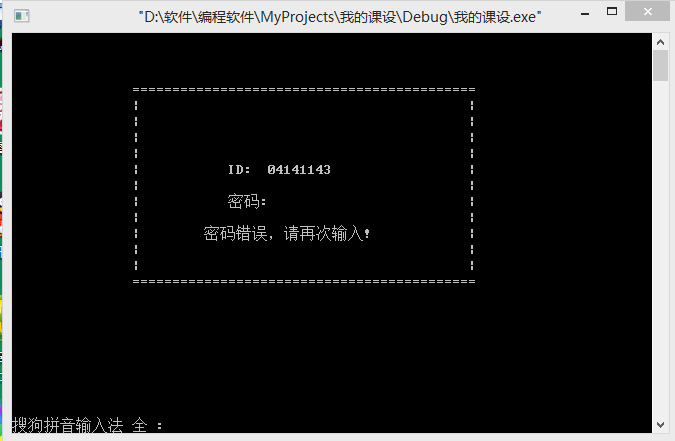 "D:\软件\编程软件\MyProjects\我的课设\Debug\我的课设.exe"
ID: 04141143
密码:
密码错误，请再次输入!
搜狗拼音输入法 全 :